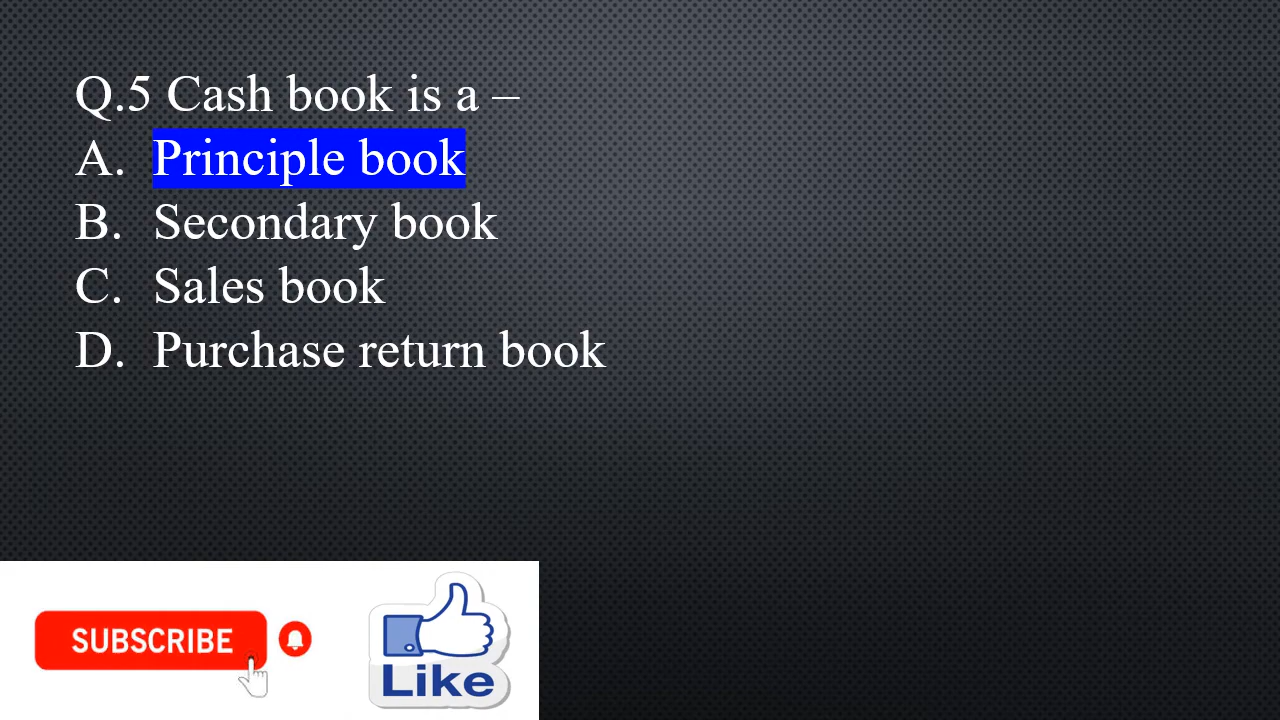 Q.5 Cash book is a –
A. Principle book
B. Secondary book
C. Sales book
D. Purchase return book
SUBSCRIBE
Like